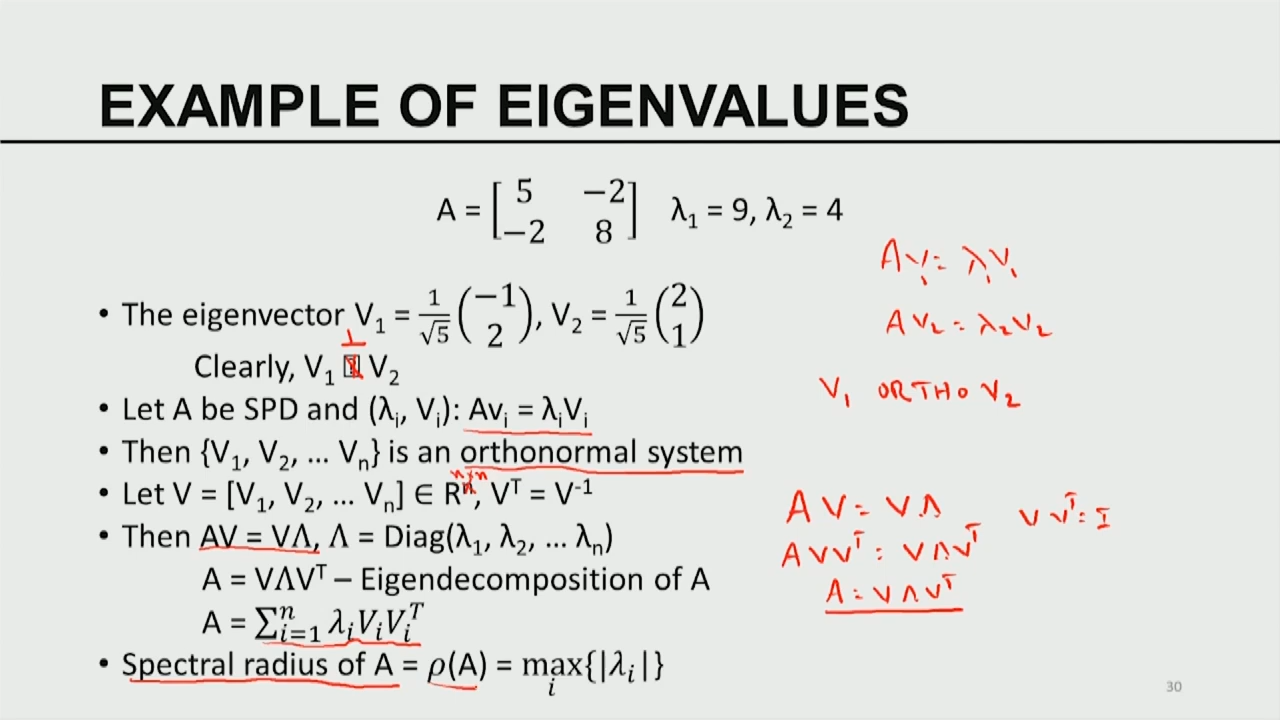 EXAMPLE OF EIGENVALUES
A = [5 −2; −2 8] λ₁ = 9, λ₂ = 4
• The eigenvector V₁ = 1/√5 (−1 2), V₂ = 1/√5 (2 1)
Clearly, V₁ ⊥ V₂
• Let A be SPD and (λᵢ, Vᵢ): Avᵢ = λᵢVᵢ
• Then {V₁, V₂, ... Vₙ} is an orthonormal system
• Let V = [V₁, V₂, ... Vₙ] ∈ Rⁿˣⁿ, Vᵀ = V⁻¹
• Then AV = VΛ, Λ = Diag(λ₁, λ₂, ... λₙ)
A = VΛVᵀ – Eigendecomposition of A
A = ∑ⁿᵢ₌₁ λᵢVᵢVᵢᵀ
• Spectral radius of A = ρ(A) = max{|λᵢ|}
i
AV₁ = λ₁V₁
AV₂ = λ₂V₂
V₁ ORTHO V₂
AV = VΛ
VVᵀ = I
AVVᵀ = VΛVᵀ
A = VΛVᵀ
30